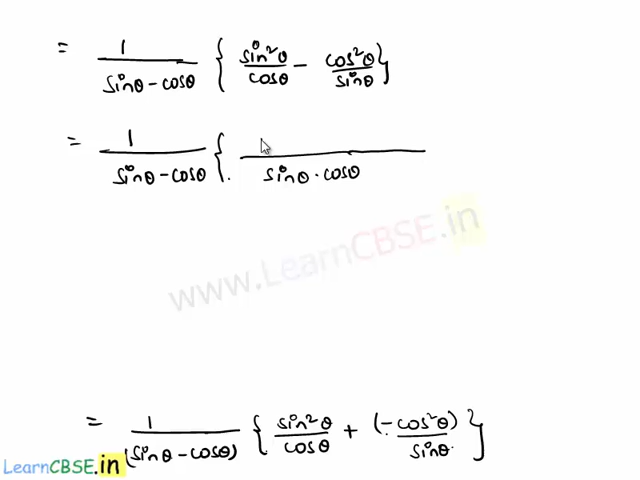 = 1/(sinθ - cosθ) { sin²θ/cosθ - cos²θ/sinθ }
= 1/(sinθ - cosθ) { /(sinθ · cosθ)
www.LearnCBSE.in
= 1/(sinθ - cosθ) { sin²θ/cosθ + (-cos²θ)/sinθ }
LearnCBSE.in